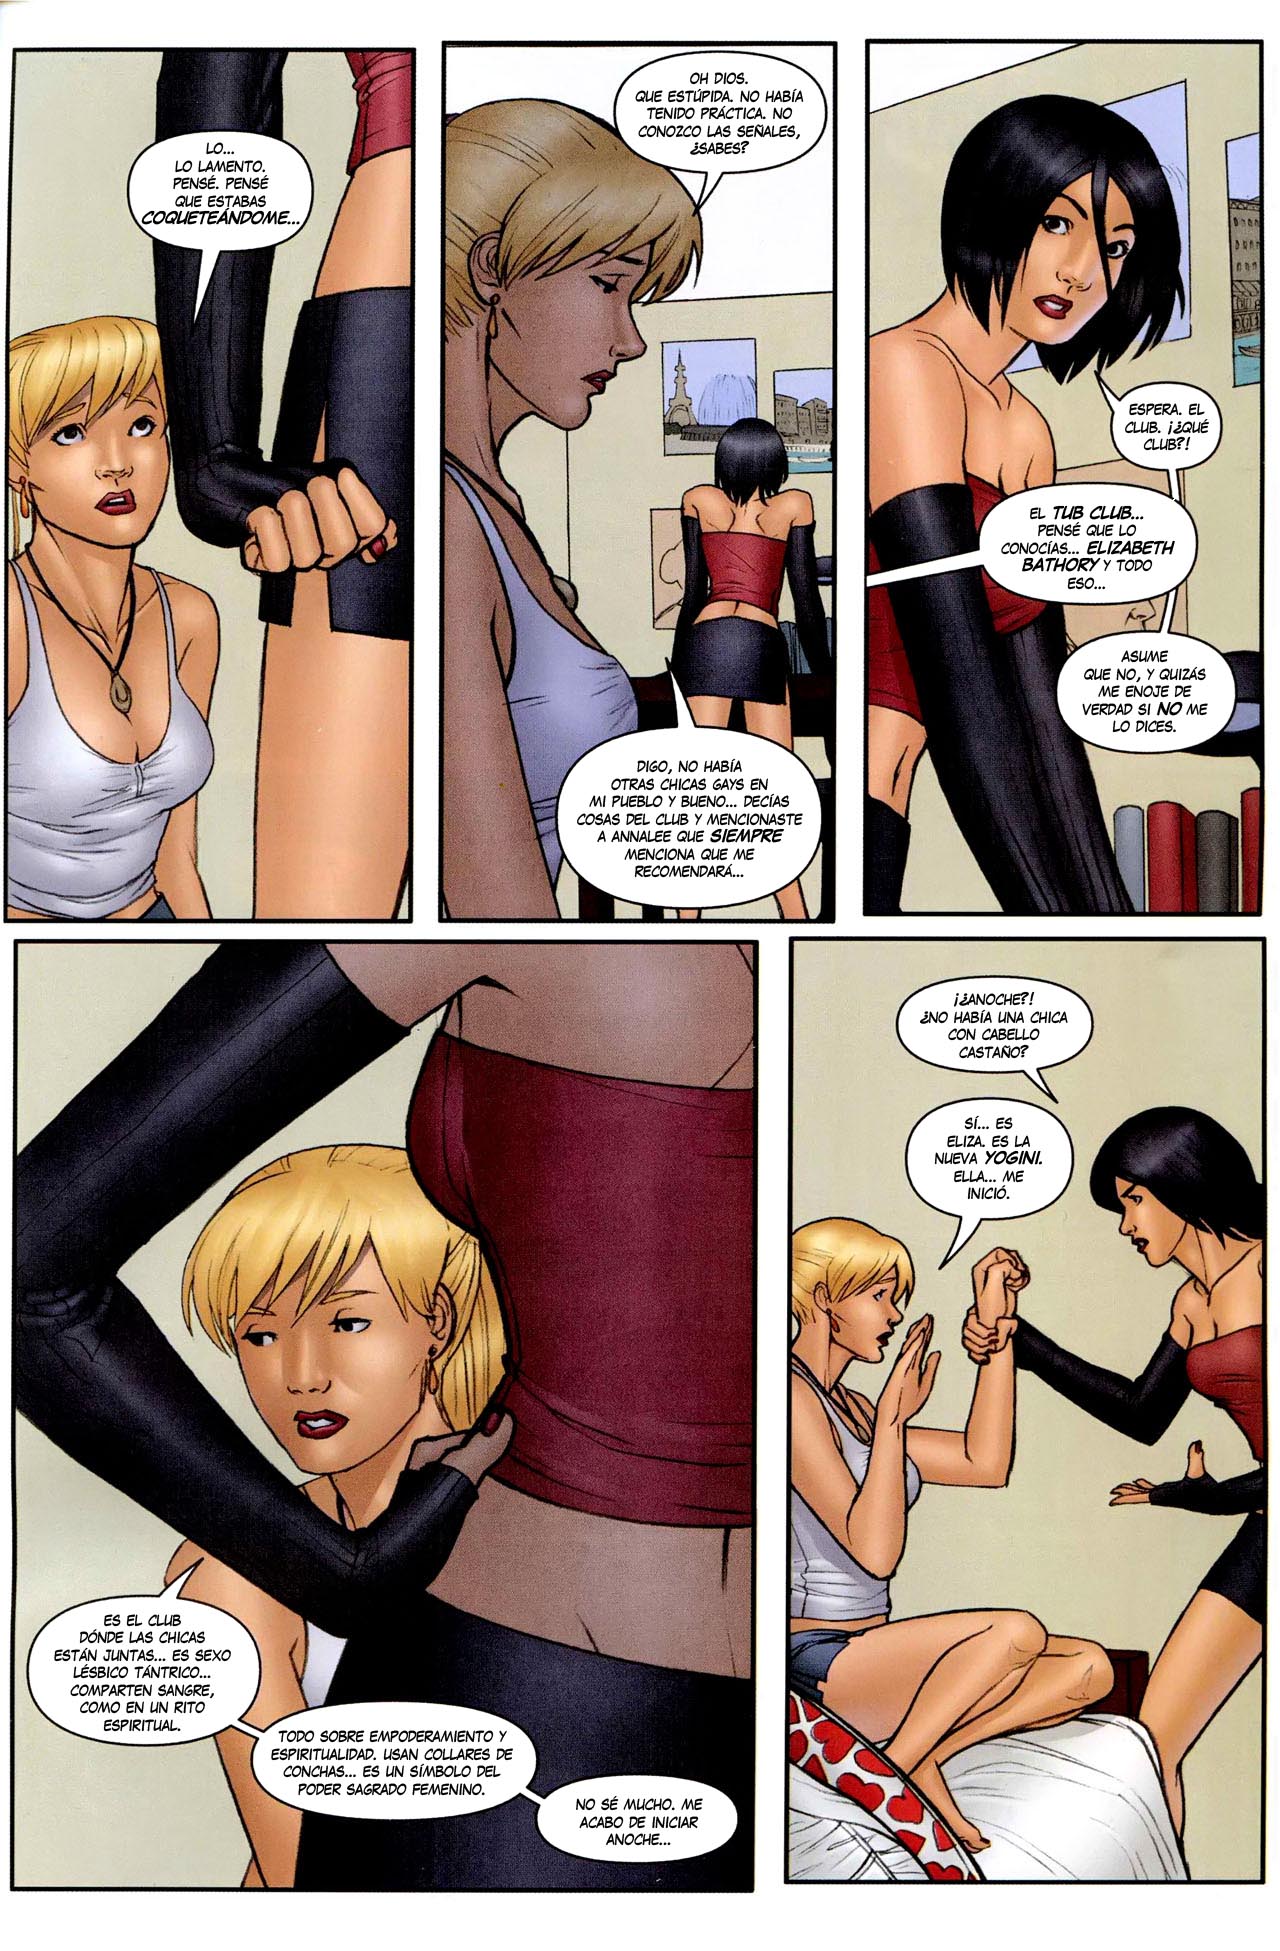 LO...
LO LAMENTO.
PENSÉ. PENSÉ
QUE ESTABAS
COQUETEÁNDOME...
OH DIOS.
QUE ESTÚPIDA. NO HABÍA
TENIDO PRÁCTICA. NO
CONOZCO LAS SEÑALES,
¿SABES?
DIGO, NO HABÍA
OTRAS CHICAS GAYS EN
MI PUEBLO Y BUENO... DECÍAS
COSAS DEL CLUB Y MENCIONASTE
A ANNALEE QUE SIEMPRE
MENCIONA QUE ME
RECOMENDARÁ...
ESPERA. EL
CLUB. ¡¿QUÉ
CLUB?!
EL TUB CLUB...
PENSÉ QUE LO
CONOCÍAS... ELIZABETH
BATHORY Y TODO
ESO...
ASUME
QUE NO, Y QUIZÁS
ME ENOJE DE
VERDAD SI NO ME
LO DICES.
ES EL CLUB
DÓNDE LAS CHICAS
ESTÁN JUNTAS... ES SEXO
LÉSBICO TÁNTRICO...
COMPARTEN SANGRE,
COMO EN UN RITO
ESPIRITUAL.
TODO SOBRE EMPODERAMIENTO Y
ESPIRITUALIDAD. USAN COLLARES DE
CONCHAS... ES UN SÍMBOLO DEL
PODER SAGRADO FEMENINO.
NO SÉ MUCHO. ME
ACABO DE INICIAR
ANOCHE...
¡¿ANOCHE?!
¿NO HABÍA UNA CHICA
CON CABELLO
CASTAÑO?
SÍ... ES
ELIZA. ES LA
NUEVA YOGINI.
ELLA... ME
INICIÓ.